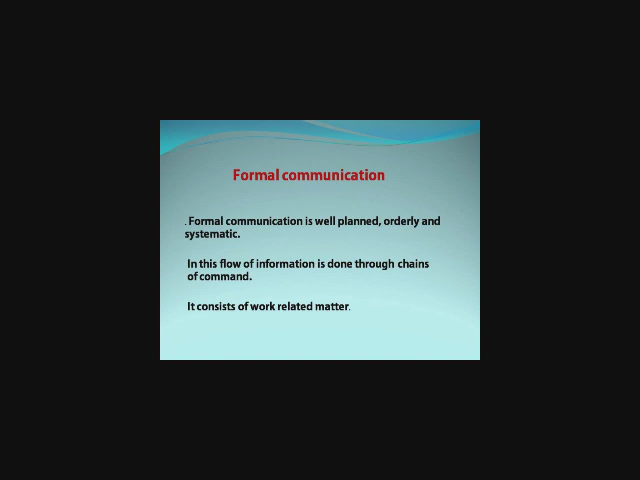 Formal communication
. Formal communication is well planned, orderly and
systematic.
In this flow of information is done through chains
of command.
It consists of work related matter.